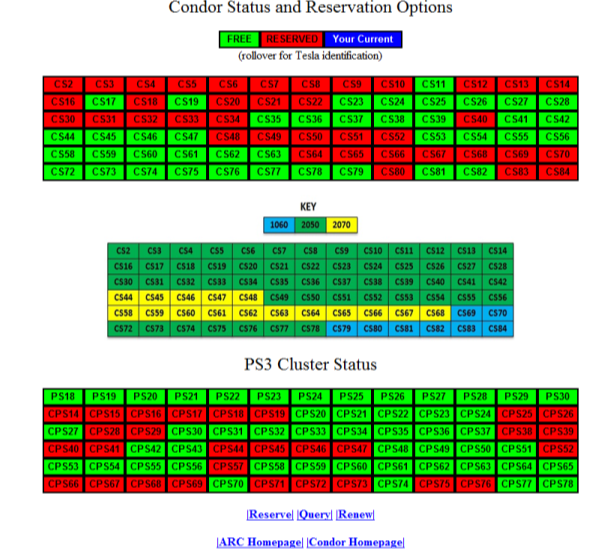 Condor Status and Reservation Options
FREE RESERVED Your Current
(rollover for Tesla identification)
CS2 CS3 CS4 CS5 CS6 CS7 CS8 CS9 CS10 CS11 CS12 CS13 CS14
CS16 CS17 CS18 CS19 CS20 CS21 CS22 CS23 CS24 CS25 CS26 CS27 CS28
CS30 CS31 CS32 CS33 CS34 CS35 CS36 CS37 CS38 CS39 CS40 CS41 CS42
CS44 CS45 CS46 CS47 CS48 CS49 CS50 CS51 CS52 CS53 CS54 CS55 CS56
CS58 CS59 CS60 CS61 CS62 CS63 CS64 CS65 CS66 CS67 CS68 CS69 CS70
CS72 CS73 CS74 CS75 CS76 CS77 CS78 CS79 CS80 CS81 CS82 CS83 CS84
KEY
1060 2050 2070
CS2 CS3 CS4 CS5 CS6 CS7 CS8 CS9 CS10 CS11 CS12 CS13 CS14
CS16 CS17 CS18 CS19 CS20 CS21 CS22 CS23 CS24 CS25 CS26 CS27 CS28
CS30 CS31 CS32 CS33 CS34 CS35 CS36 CS37 CS38 CS39 CS40 CS41 CS42
CS44 CS45 CS46 CS47 CS48 CS49 CS50 CS51 CS52 CS53 CS54 CS55 CS56
CS58 CS59 CS60 CS61 CS62 CS63 CS64 CS65 CS66 CS67 CS68 CS69 CS70
CS72 CS73 CS74 CS75 CS76 CS77 CS78 CS79 CS80 CS81 CS82 CS83 CS84
PS3 Cluster Status
PS18 PS19 PS20 PS21 PS22 PS23 PS24 PS25 PS26 PS27 PS28 PS29 PS30
CPS14 CPS15 CPS16 CPS17 CPS18 CPS19 CPS20 CPS21 CPS22 CPS23 CPS24 CPS25 CPS26
CPS27 CPS28 CPS29 CPS30 CPS31 CPS32 CPS33 CPS34 CPS35 CPS36 CPS37 CPS38 CPS39
CPS40 CPS41 CPS42 CPS43 CPS44 CPS45 CPS46 CPS47 CPS48 CPS49 CPS50 CPS51 CPS52
CPS53 CPS54 CPS55 CPS56 CPS57 CPS58 CPS59 CPS60 CPS61 CPS62 CPS63 CPS64 CPS65
CPS66 CPS67 CPS68 CPS69 CPS70 CPS71 CPS72 CPS73 CPS74 CPS75 CPS76 CPS77 CPS78
|Reserve| |Query| |Renew|
|ARC Homepage| |Condor Homepage|